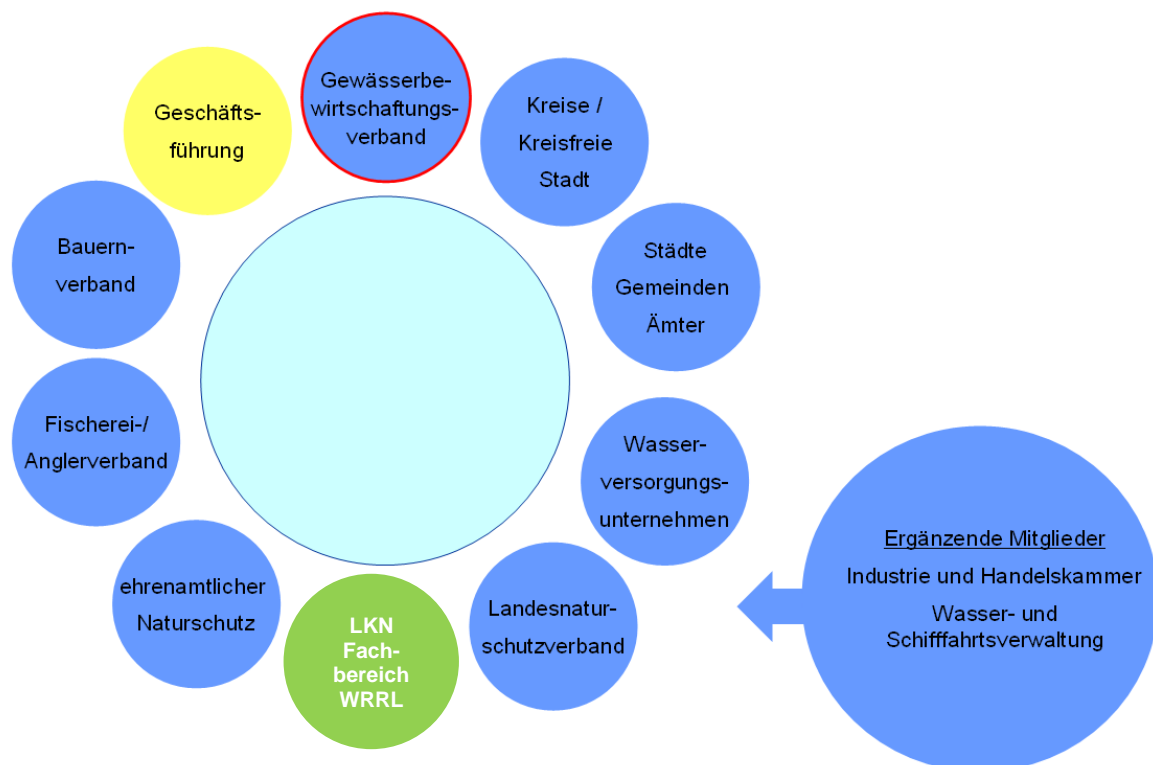 Gewässerbe-
wirtschaftungs-
verband
Kreise /
Kreisfreie
Stadt
Städte
Gemeinden
Ämter
Wasser-
versorgungs-
unternehmen
Landesnatur-
schutzverband
LKN
Fach-
bereich
WRRL
ehrenamtlicher
Naturschutz
Fischerei-/
Anglerverband
Bauern-
verband
Geschäfts-
führung
Ergänzende Mitglieder
Industrie und Handelskammer
Wasser- und
Schifffahrtsverwaltung